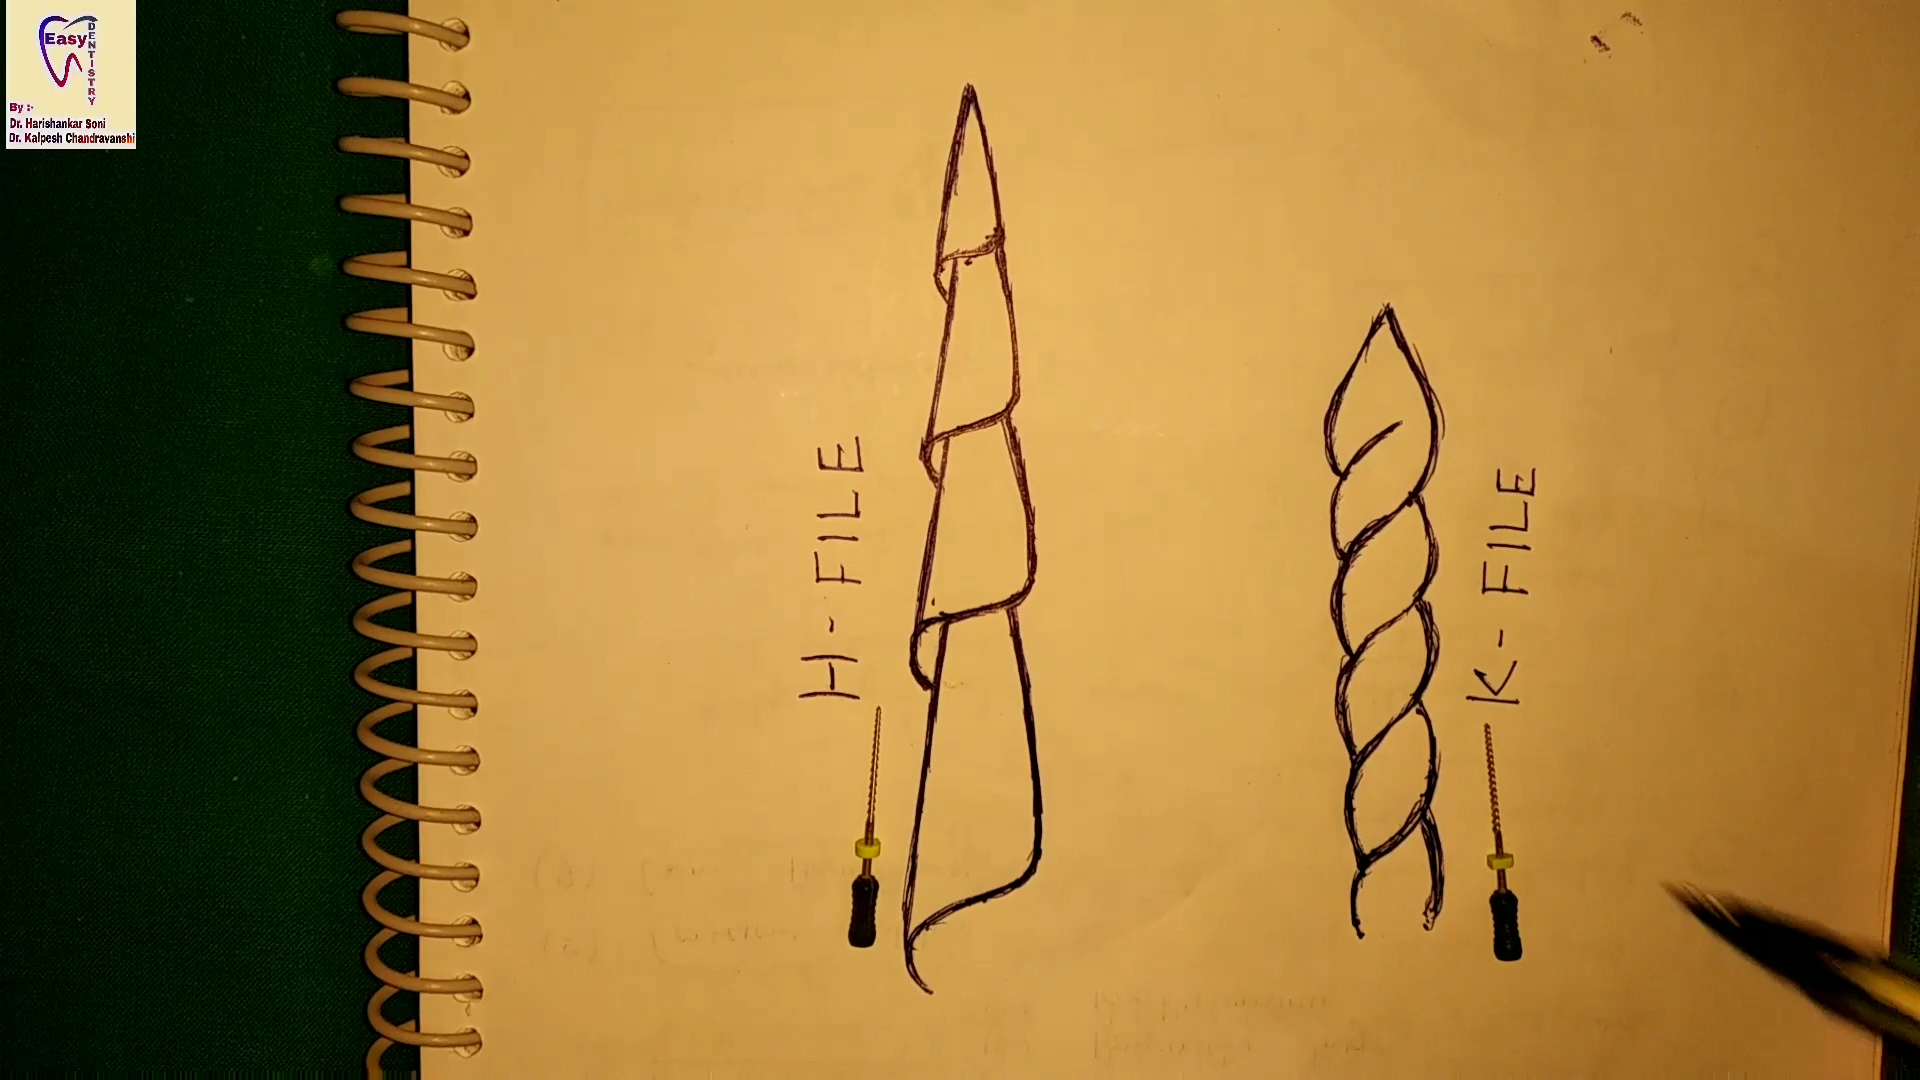 Easy
DENTISTRY
By :-
Dr. Harishankar Soni
Dr. Kalpesh Chandravanshi
H-FILE
K-FILE